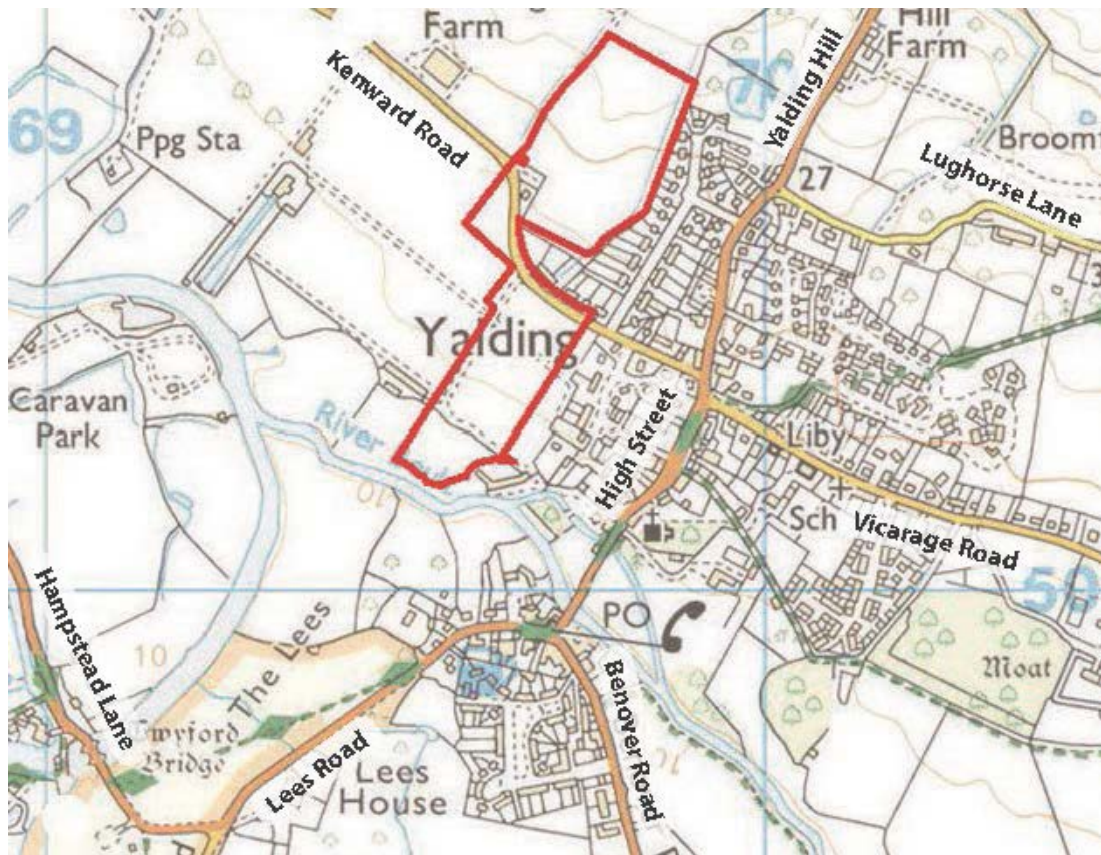 Farm
Hill
Farm
Kenward Road
Yalding Hill
69
Ppg Sta
Broom
Lughorse Lane
27
3
Yalding
Caravan
Park
River
High Street
Liby
Sch
Vicarage Road
50
Hampstead Lane
The Lees
10
PO
Moat
Twyford
Bridge
Lees Road
Lees
House
Benover Road